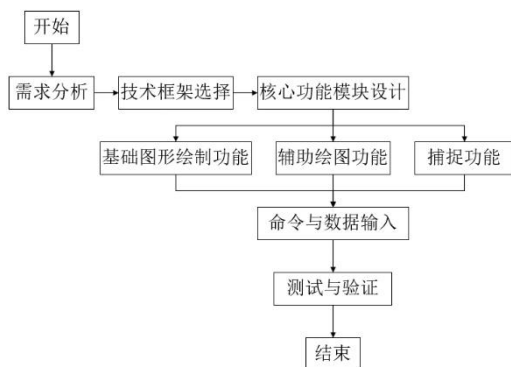 开始
需求分析
技术框架选择
核心功能模块设计
基础图形绘制功能
辅助绘图功能
捕捉功能
命令与数据输入
测试与验证
结束